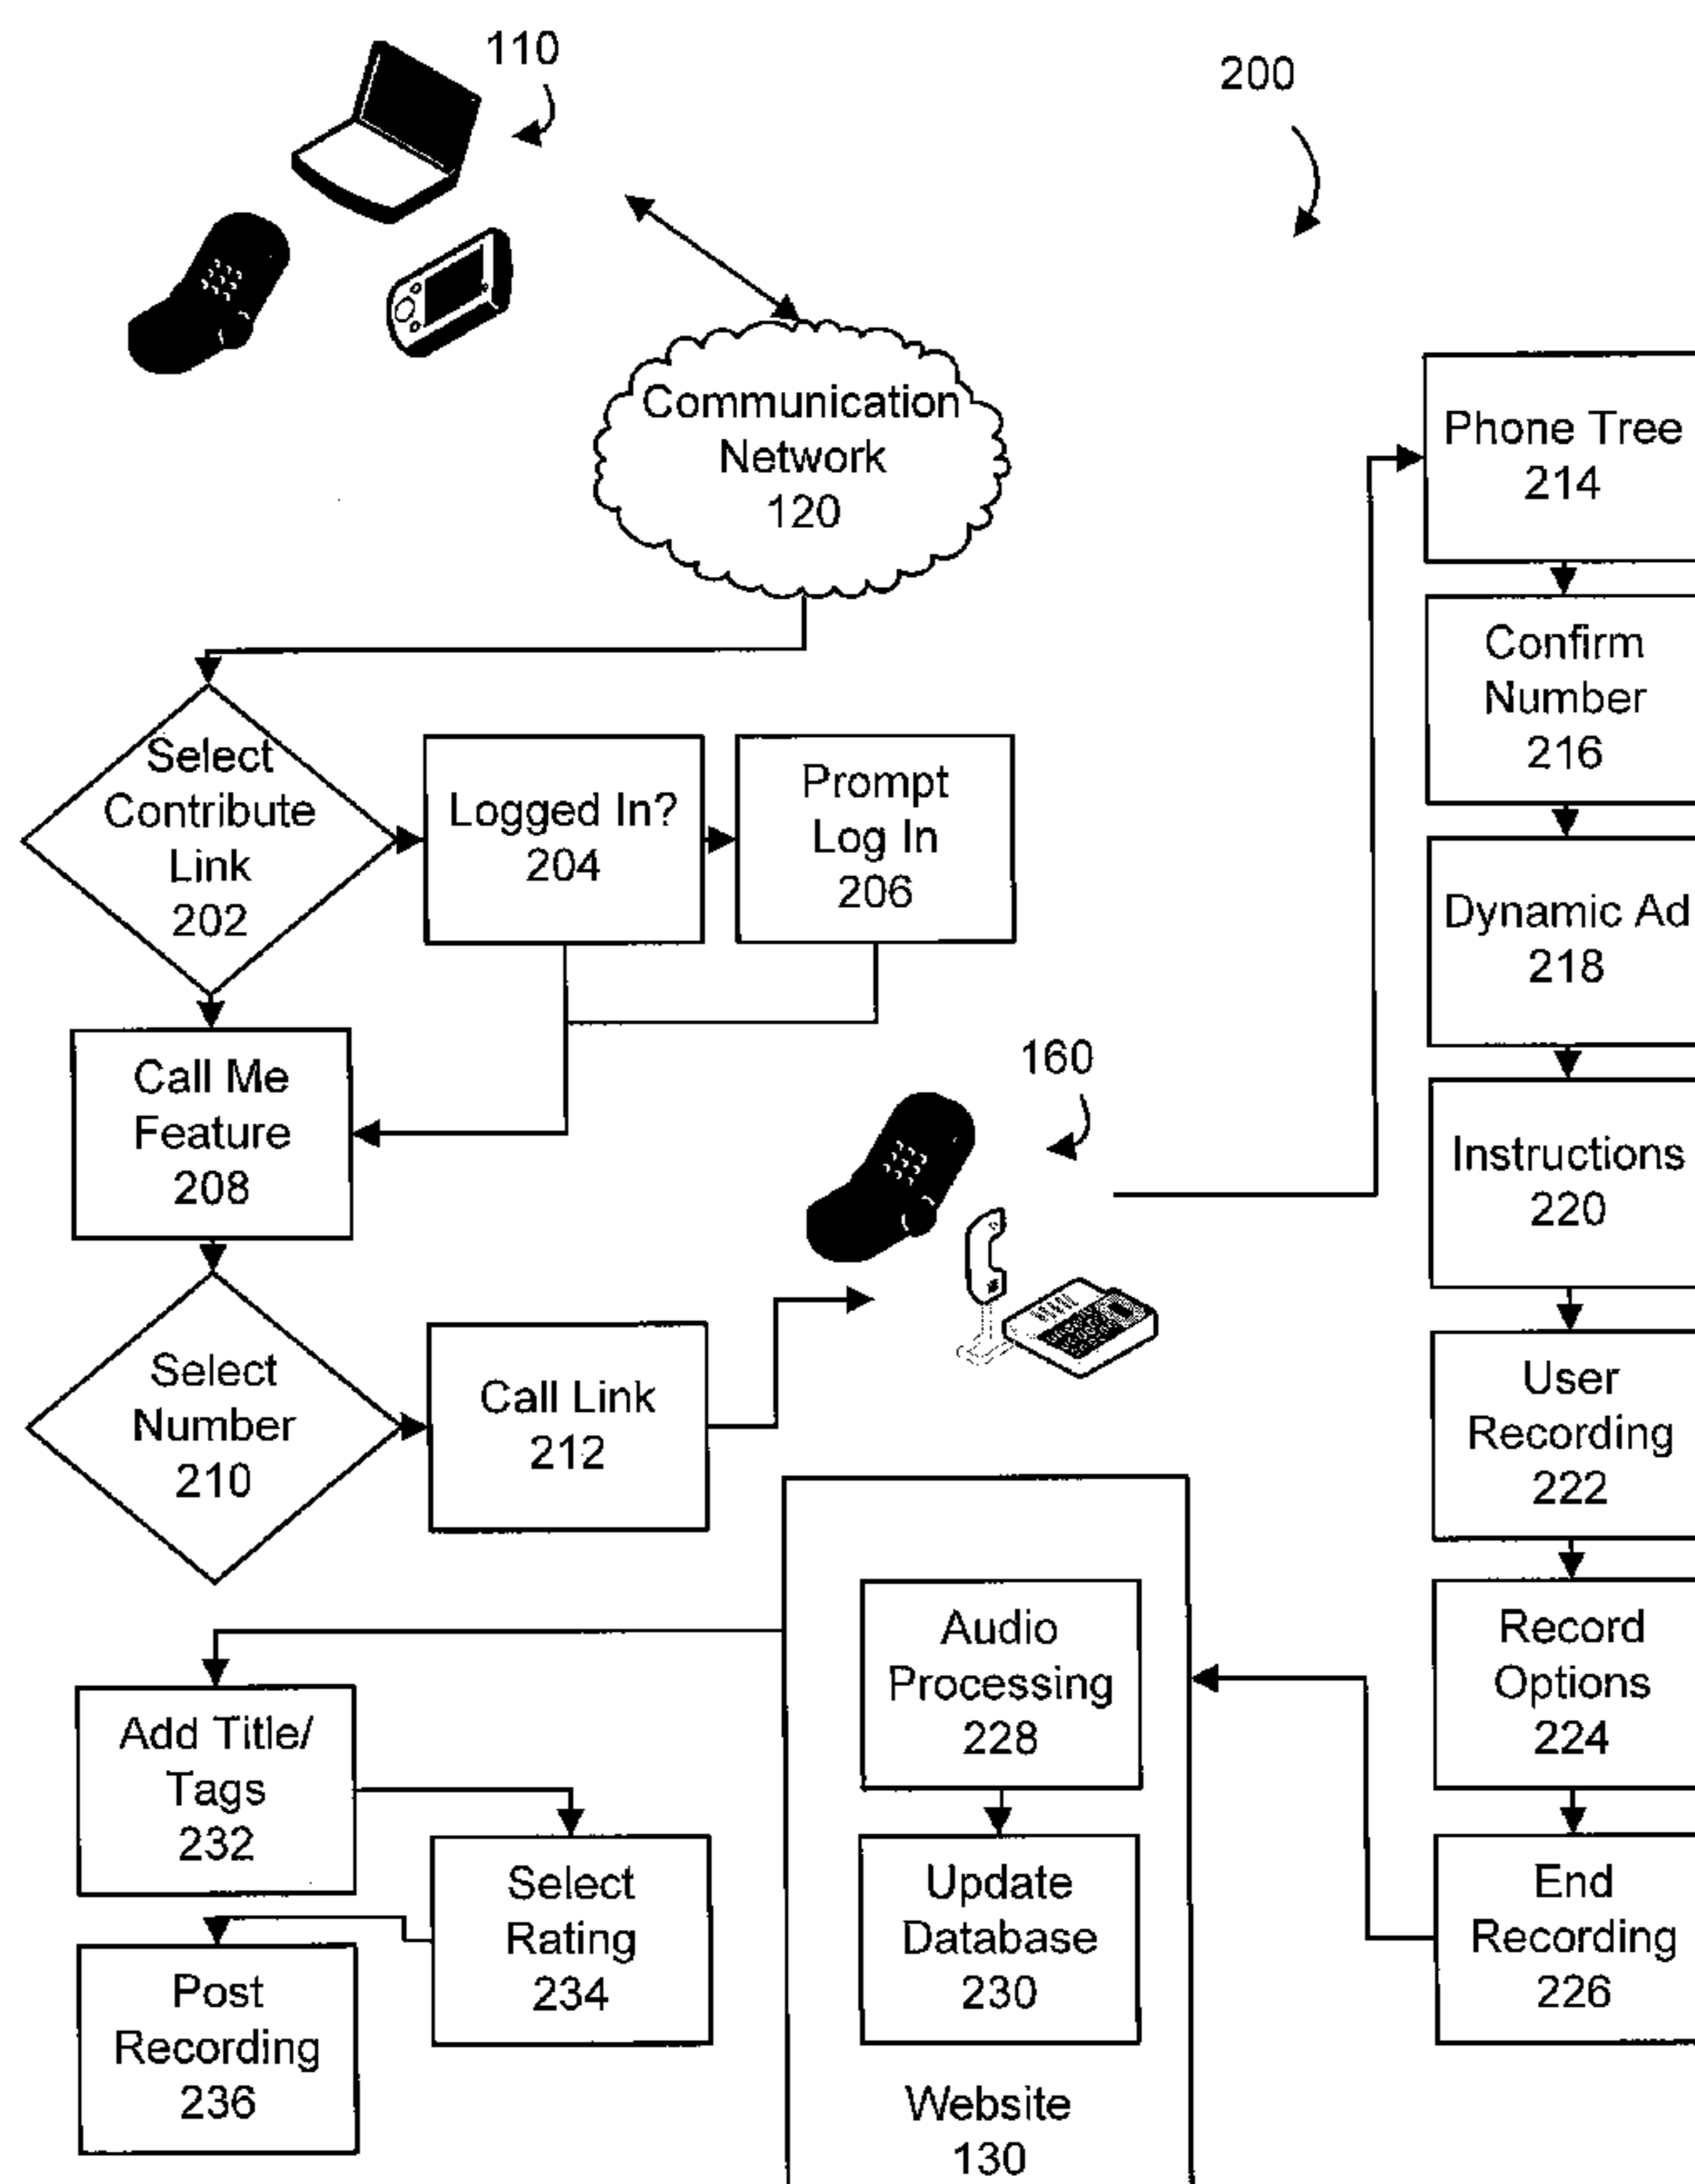 110
200
Communication
Network
120
Select
Contribute
Link
202
Logged In?
204
Prompt
Log In
206
Call Me
Feature
208
Select
Number
210
Call Link
212
160
Phone Tree
214
Confirm
Number
216
Dynamic Ad
218
Instructions
220
User
Recording
222
Record
Options
224
End
Recording
226
Audio
Processing
228
Update
Database
230
Website
130
Add Title/
Tags
232
Select
Rating
234
Post
Recording
236